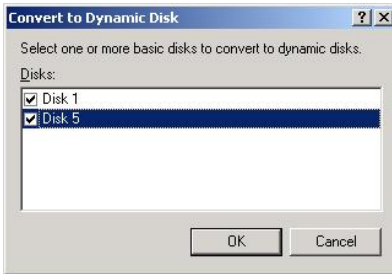 Convert to Dynamic Disk
Select one or more basic disks to convert to dynamic disks.
Disks:
Disk 1
Disk 5
OK
Cancel